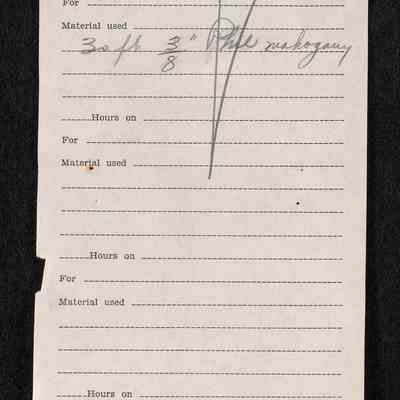 For
Material used
30 ft 3/8" Phil mahogany
Hours on
For
Material used
Hours on
For
Material used
Hours on